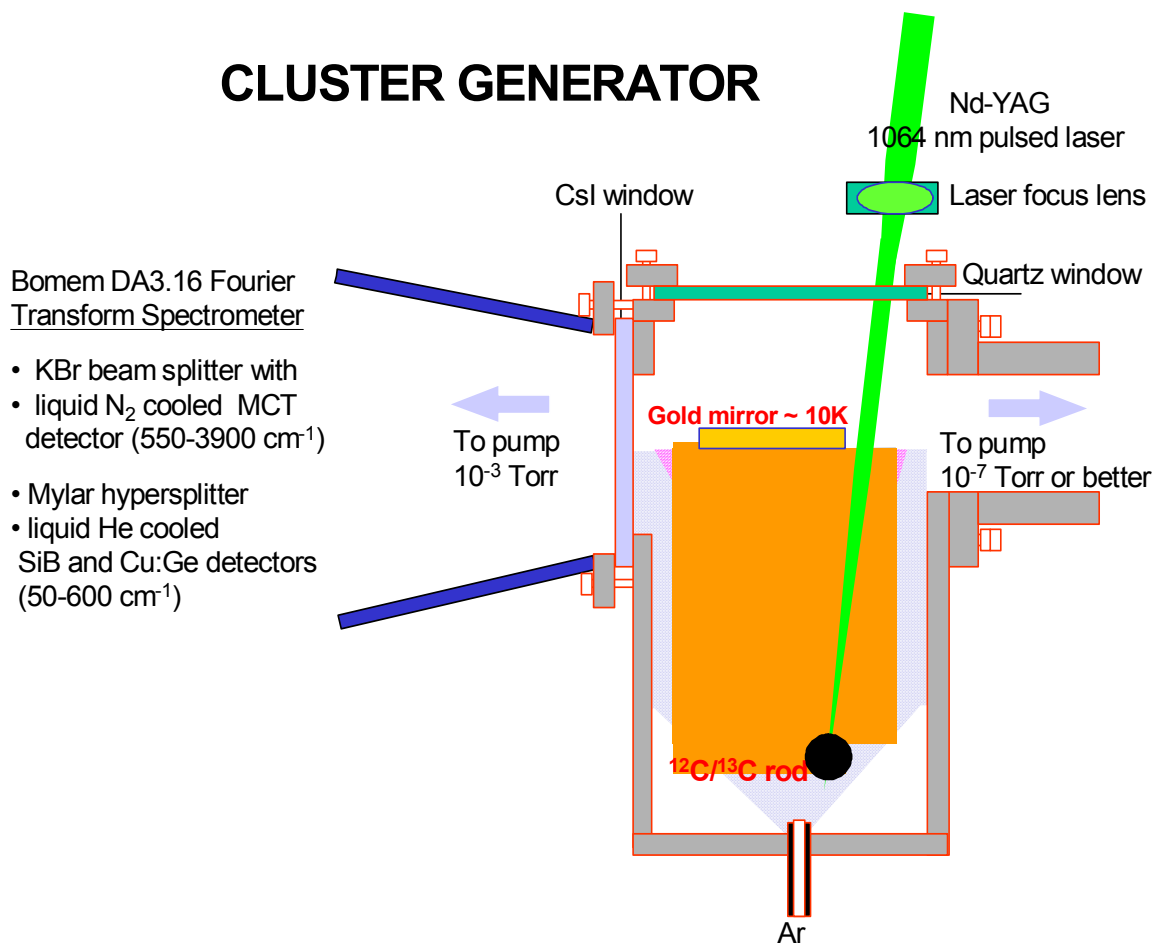 CLUSTER GENERATOR
Nd-YAG
1064 nm pulsed laser
Laser focus lens
CsI window
Quartz window
Bomem DA3.16 Fourier
Transform Spectrometer
• KBr beam splitter with
• liquid N₂ cooled MCT
detector (550-3900 cm⁻¹)
• Mylar hypersplitter
• liquid He cooled
SiB and Cu:Ge detectors
(50-600 cm⁻¹)
To pump
10⁻³ Torr
Gold mirror ~ 10K
To pump
10⁻⁷ Torr or better
¹²C/¹³C rod
Ar